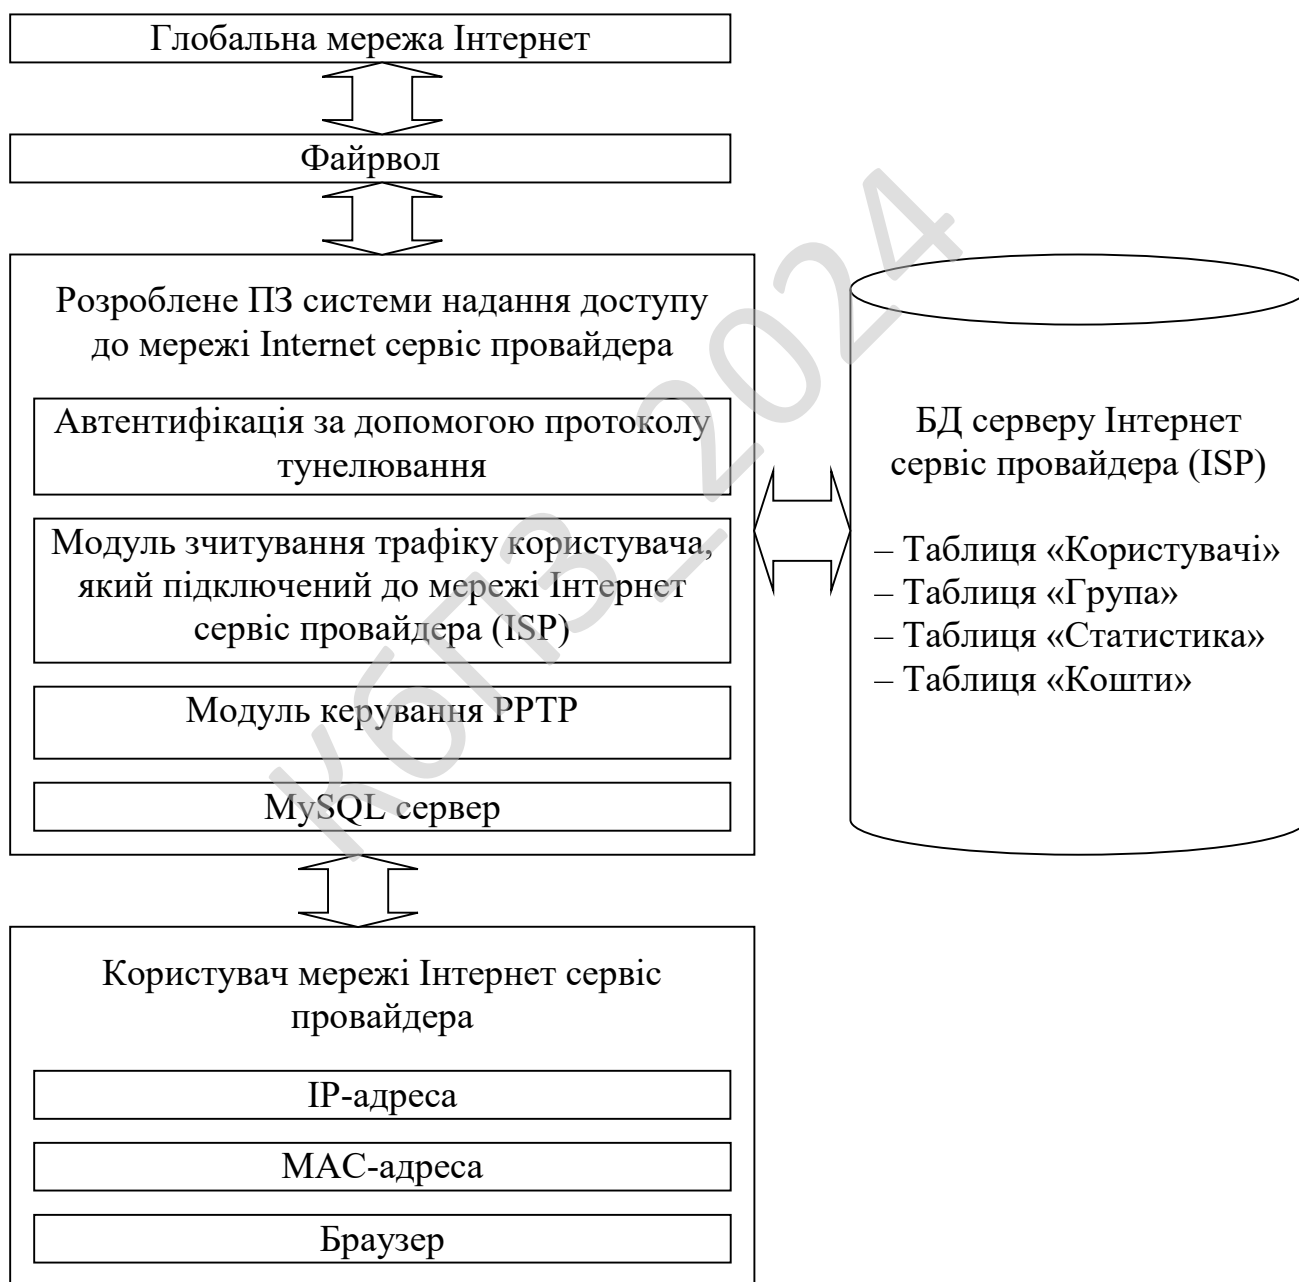 Глобальна мережа Інтернет
Файрвол
Розроблене ПЗ системи надання доступу
до мережі Internet сервіс провайдера
Автентифікація за допомогою протоколу
тунелювання
Модуль зчитування трафіку користувача,
який підключений до мережі Інтернет
сервіс провайдера (ISP)
Модуль керування PPTP
MySQL сервер
БД серверу Інтернет
сервіс провайдера (ISP)
– Таблиця «Користувачі»
– Таблиця «Група»
– Таблиця «Статистика»
– Таблиця «Кошти»
Користувач мережі Інтернет сервіс
провайдера
IP-адреса
MAC-адреса
Браузер
КбПЗ_2024